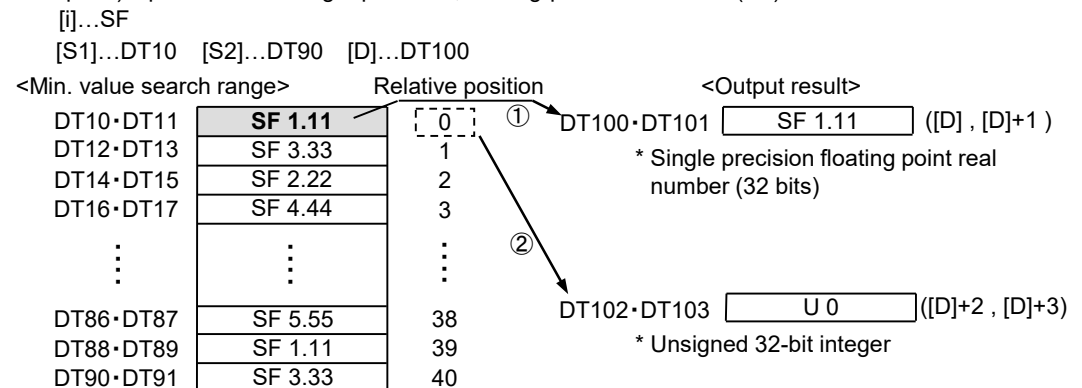 [i]…SF
[S1]…DT10 [S2]…DT90 [D]…DT100
<Min. value search range> Relative position <Output result>
DT10･DT11 SF 1.11 0 ① DT100･DT101 SF 1.11 ([D] , [D]+1 )
DT12･DT13 SF 3.33 1 * Single precision floating point real
DT14･DT15 SF 2.22 2 number (32 bits)
DT16･DT17 SF 4.44 3
⋮ ⋮ ⋮ ②
DT86･DT87 SF 5.55 38 DT102･DT103 U 0 ([D]+2 , [D]+3)
DT88･DT89 SF 1.11 39 * Unsigned 32-bit integer
DT90･DT91 SF 3.33 40